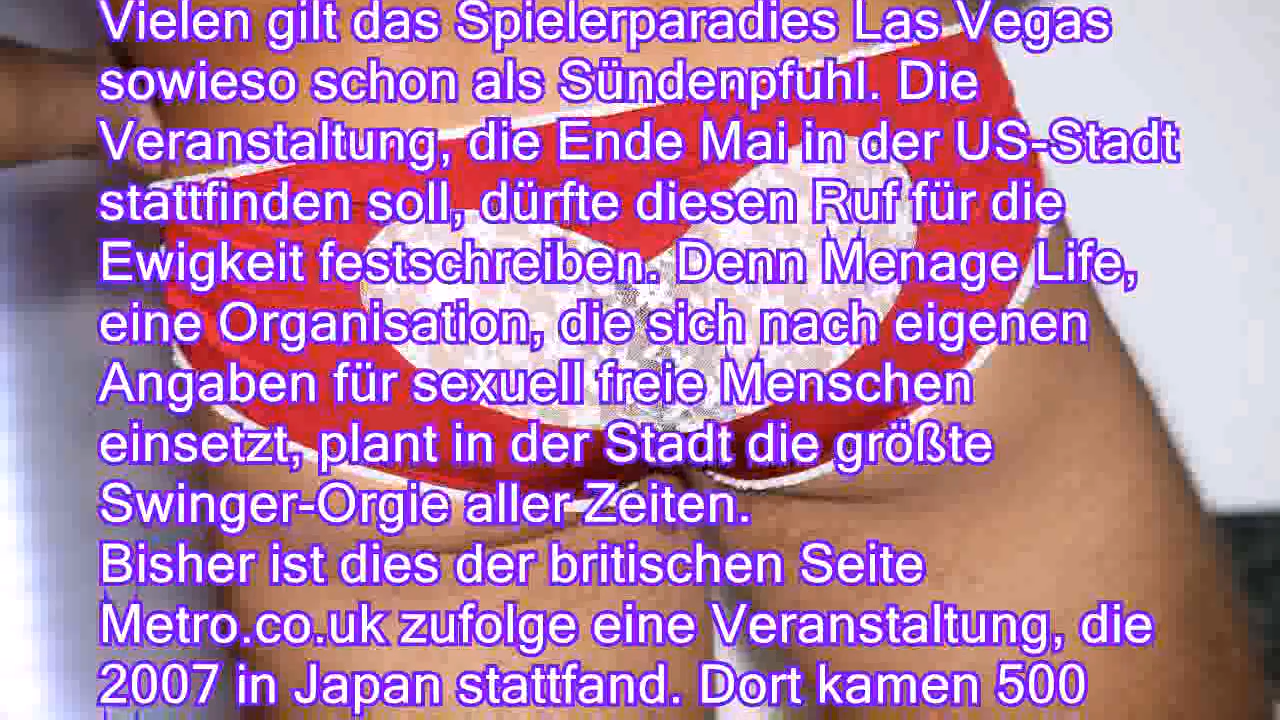 Vielen gilt das Spielerparadies Las Vegas
sowieso schon als Sündenpfuhl. Die
Veranstaltung, die Ende Mai in der US-Stadt
stattfinden soll, dürfte diesen Ruf für die
Ewigkeit festschreiben. Denn Menage Life,
eine Organisation, die sich nach eigenen
Angaben für sexuell freie Menschen
einsetzt, plant in der Stadt die größte
Swinger-Orgie aller Zeiten.
Bisher ist dies der britischen Seite
Metro.co.uk zufolge eine Veranstaltung, die
2007 in Japan stattfand. Dort kamen 500